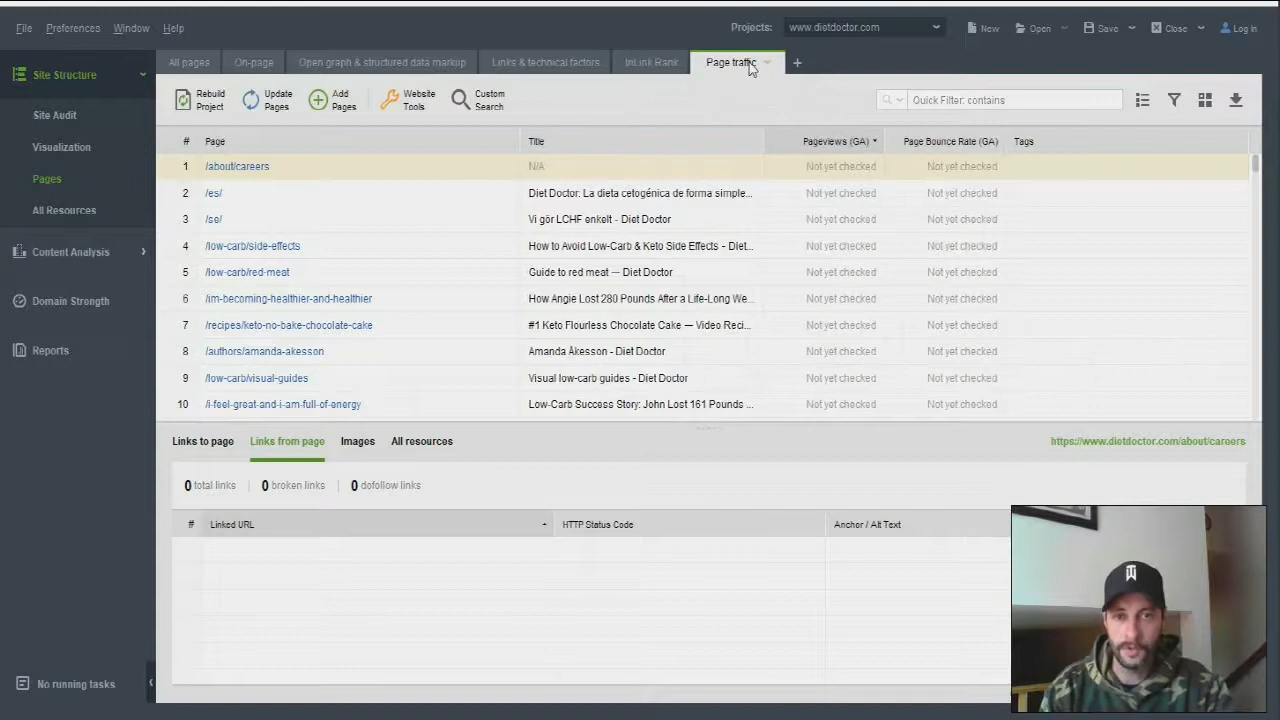 File Preferences Window Help Projects: www.dietdoctor.com New Open Save Close Log In
Site Structure
Site Audit
Visualization
Pages
All Resources
Content Analysis
Domain Strength
Reports
No running tasks
All pages On-page Open graph & structured data markup Links & technical factors InLink Rank Page traffic +
Rebuild Project Update Pages Add Pages Website Tools Custom Search Quick Filter: contains
# Page Title Pageviews (GA) Page Bounce Rate (GA) Tags
1 /about/careers N/A Not yet checked Not yet checked
2 /es/ Diet Doctor: La dieta cetogénica de forma simple... Not yet checked Not yet checked
3 /se/ Vi gör LCHF enkelt - Diet Doctor Not yet checked Not yet checked
4 /low-carb/side-effects How to Avoid Low-Carb & Keto Side Effects - Diet... Not yet checked Not yet checked
5 /low-carb/red-meat Guide to red meat — Diet Doctor Not yet checked Not yet checked
6 /im-becoming-healthier-and-healthier How Angie Lost 280 Pounds After a Life-Long We... Not yet checked Not yet checked
7 /recipes/keto-no-bake-chocolate-cake #1 Keto Flourless Chocolate Cake — Video Reci... Not yet checked Not yet checked
8 /authors/amanda-akesson Amanda Åkesson - Diet Doctor Not yet checked Not yet checked
9 /low-carb/visual-guides Visual low-carb guides - Diet Doctor Not yet checked Not yet checked
10 /i-feel-great-and-i-am-full-of-energy Low-Carb Success Story: John Lost 161 Pounds ... Not yet checked Not yet checked
Links to page Links from page Images All resources https://www.dietdoctor.com/about/careers
0 total links 0 broken links 0 dofollow links
# Linked URL HTTP Status Code Anchor / Alt Text